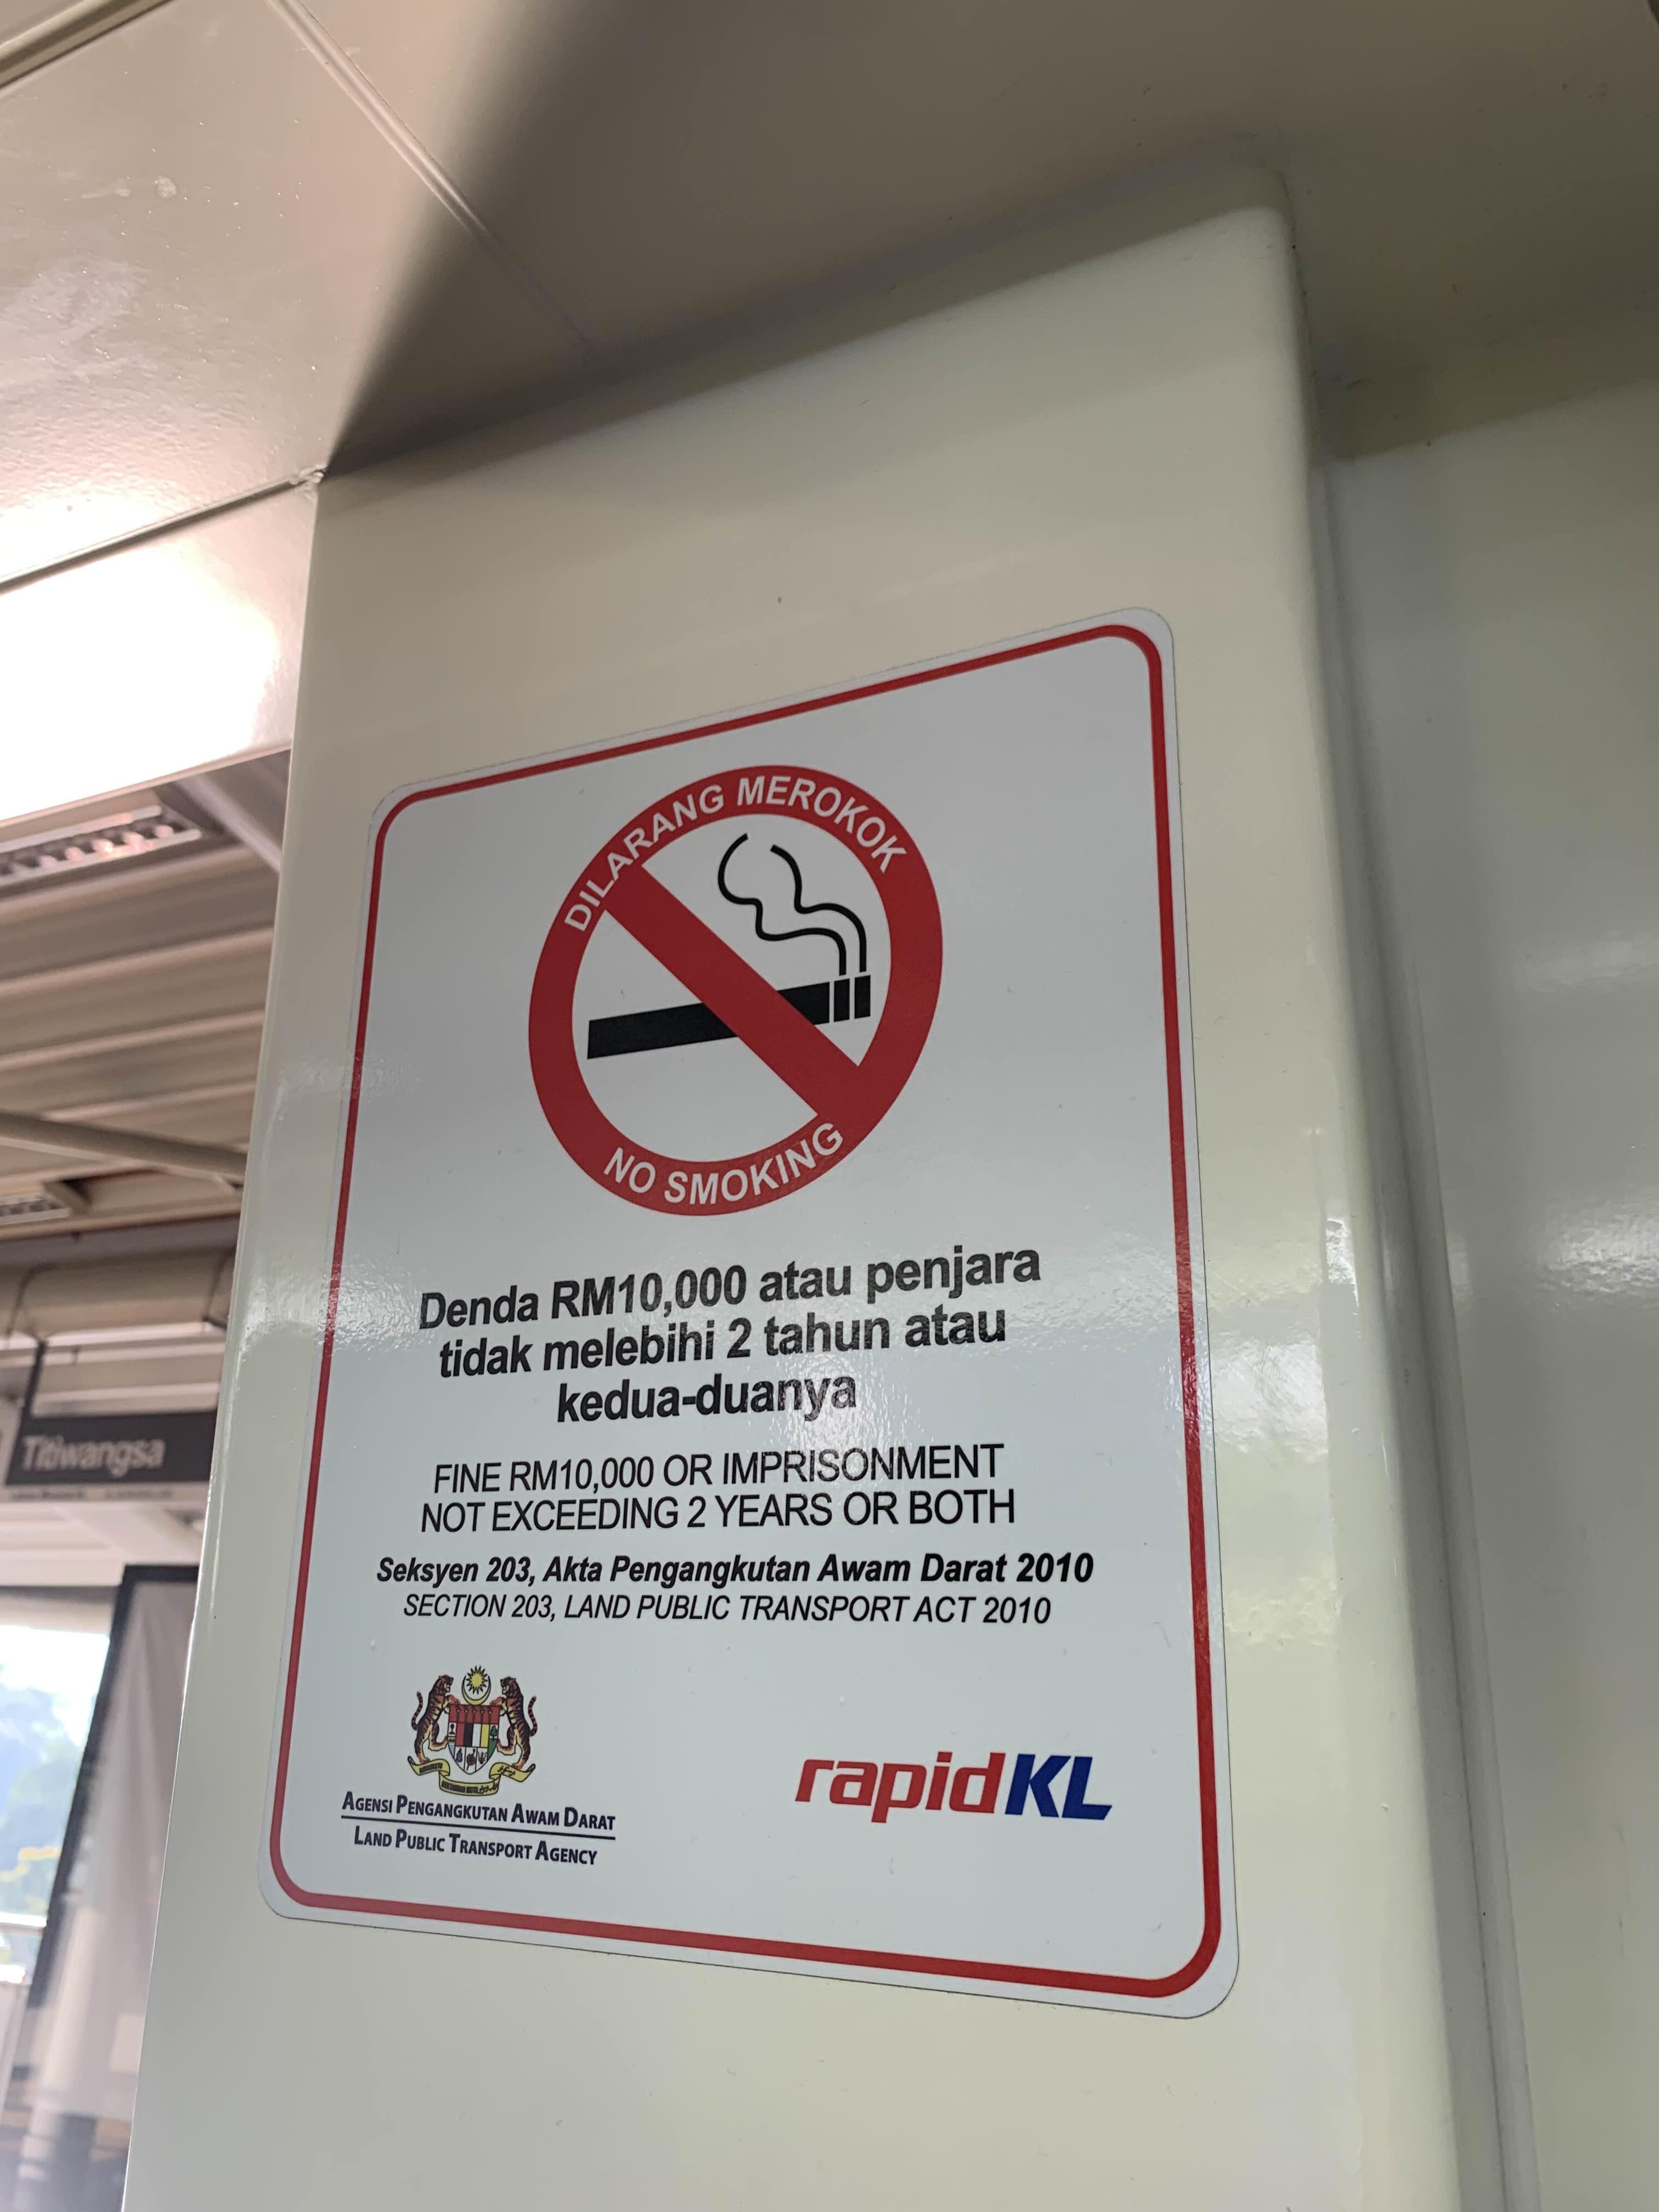 DILARANG MEROKOK
NO SMOKING
Denda RM10,000 atau penjara
tidak melebihi 2 tahun atau
kedua-duanya
FINE RM10,000 OR IMPRISONMENT
NOT EXCEEDING 2 YEARS OR BOTH
Seksyen 203, Akta Pengangkutan Awam Darat 2010
SECTION 203, LAND PUBLIC TRANSPORT ACT 2010
AGENSI PENGANGKUTAN AWAM DARAT
LAND PUBLIC TRANSPORT AGENCY
rapidKL
Titiwangsa